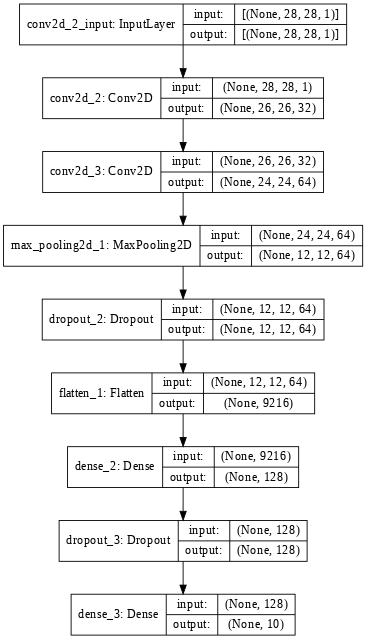 conv2d_2_input: InputLayer
input: [(None, 28, 28, 1)]
output: [(None, 28, 28, 1)]
conv2d_2: Conv2D
input: (None, 28, 28, 1)
output: (None, 26, 26, 32)
conv2d_3: Conv2D
input: (None, 26, 26, 32)
output: (None, 24, 24, 64)
max_pooling2d_1: MaxPooling2D
input: (None, 24, 24, 64)
output: (None, 12, 12, 64)
dropout_2: Dropout
input: (None, 12, 12, 64)
output: (None, 12, 12, 64)
flatten_1: Flatten
input: (None, 12, 12, 64)
output: (None, 9216)
dense_2: Dense
input: (None, 9216)
output: (None, 128)
dropout_3: Dropout
input: (None, 128)
output: (None, 128)
dense_3: Dense
input: (None, 128)
output: (None, 10)